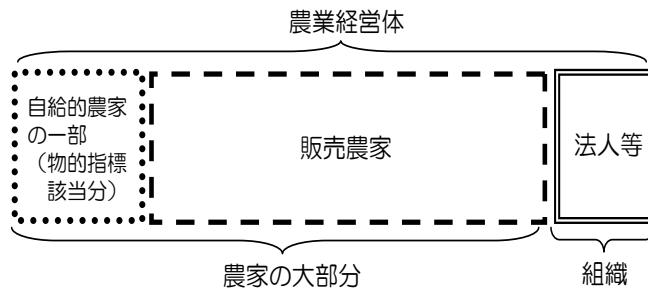 農業経営体
自給的農家
の一部
（物的指標
該当分）
販売農家
法人等
農家の大部分
組織